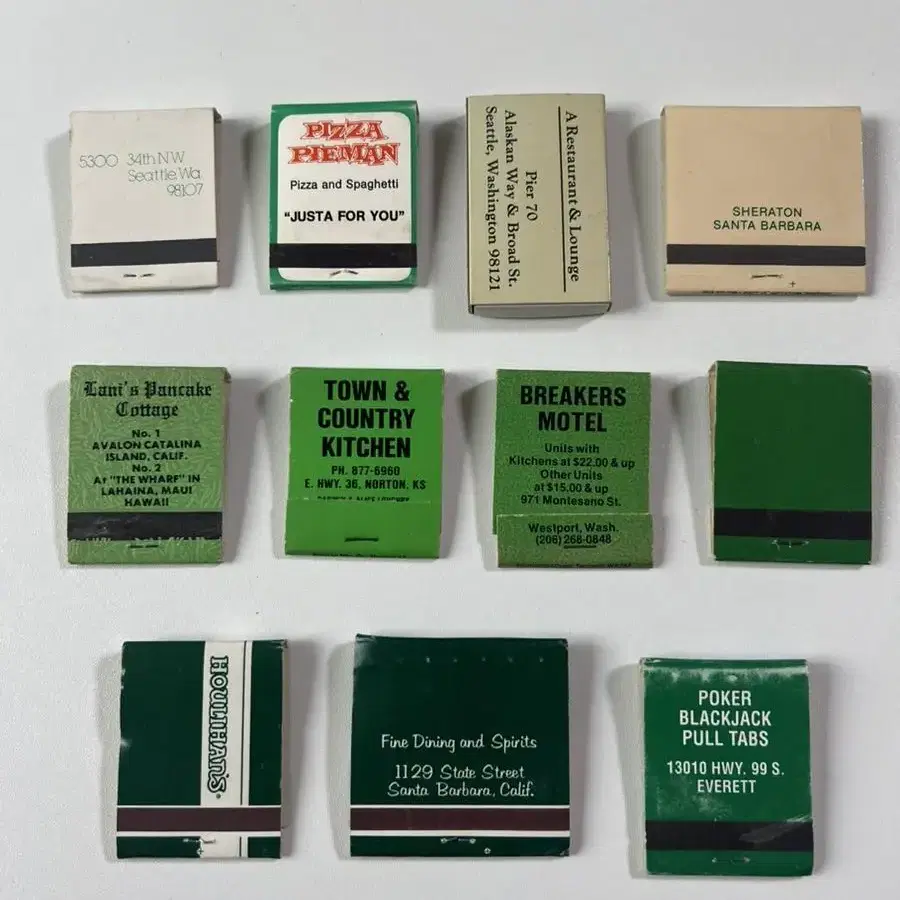 5300 34th NW
Seattle Wa.
98107
PIZZA
PIEMAN
Pizza and Spaghetti
"JUSTA FOR YOU"
A Restaurant & Lounge
Pier 70
Alaskan Way & Broad St.
Seattle, Washington 98121
SHERATON
SANTA BARBARA
Lani's Pancake
Cottage
No. 1
AVALON CATALINA
ISLAND, CALIF.
No. 2
At "THE WHARF" IN
LAHAINA, MAUI
HAWAII
TOWN &
COUNTRY
KITCHEN
PH. 877-6960
E. HWY. 36, NORTON, KS
BREAKERS
MOTEL
Units with
Kitchens at $22.00 & up
Other Units
at $15.00 & up
971 Montesano St.
Westport, Wash.
(206) 268-0848
HOULIHAN'S
Fine Dining and Spirits
1129 State Street
Santa Barbara, Calif.
POKER
BLACKJACK
PULL TABS
13010 HWY. 99 S.
EVERETT